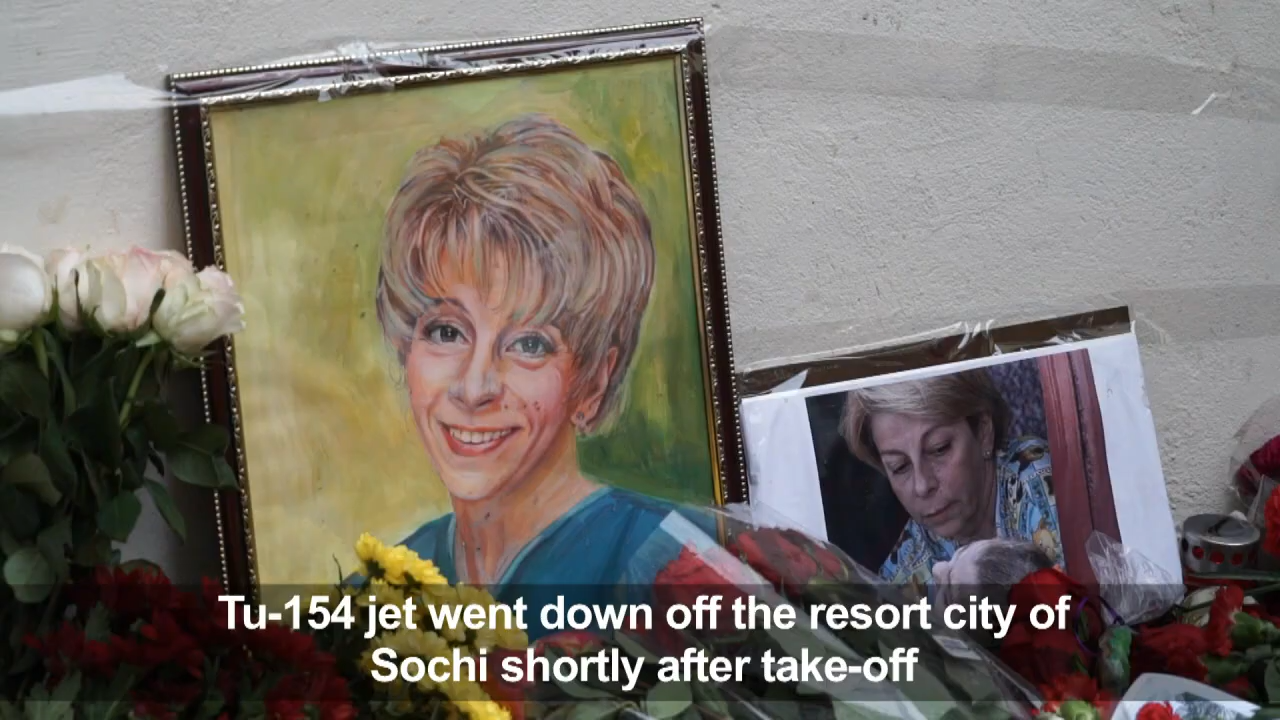 Tu-154 jet went down off the resort city of
Sochi shortly after take-off